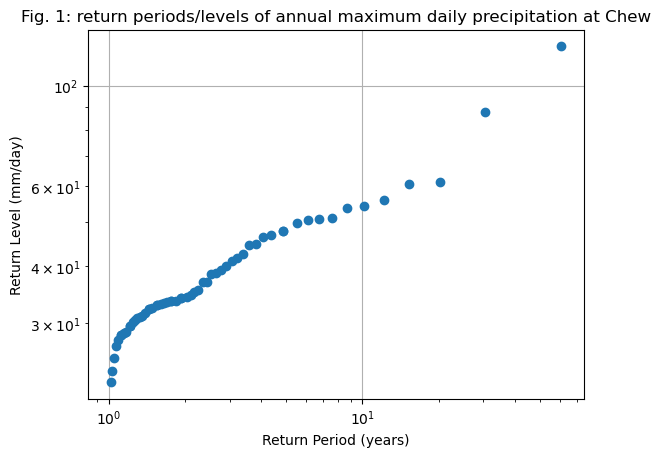 Fig. 1: return periods/levels of annual maximum daily precipitation at Chew
10²
6 × 10¹
4 × 10¹
3 × 10¹
Return Level (mm/day)
10⁰ 10¹
Return Period (years)